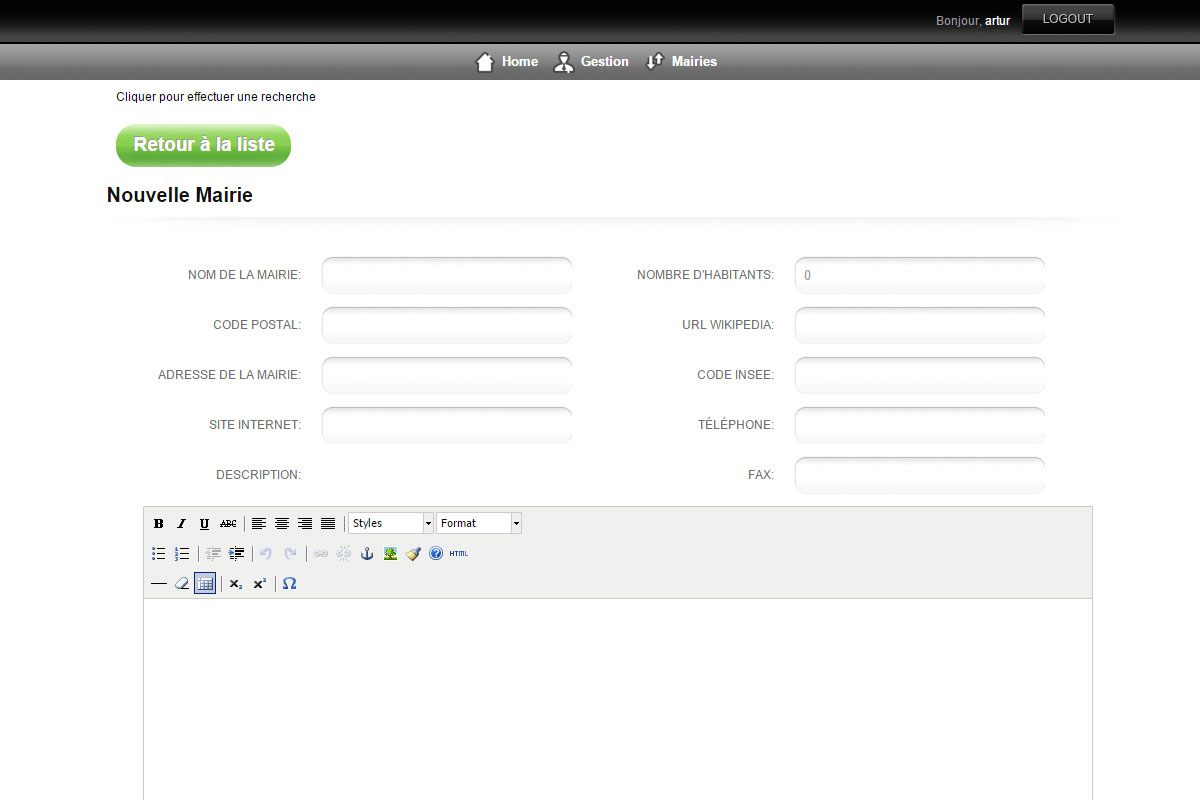 Bonjour, artur LOGOUT
Home Gestion Mairies
Cliquer pour effectuer une recherche
Retour à la liste
Nouvelle Mairie
NOM DE LA MAIRIE: NOMBRE D'HABITANTS: 0
CODE POSTAL: URL WIKIPEDIA:
ADRESSE DE LA MAIRIE: CODE INSEE:
SITE INTERNET: TÉLÉPHONE:
DESCRIPTION: FAX:
B I U ABC Styles Format
HTML
x₂ x² Ω